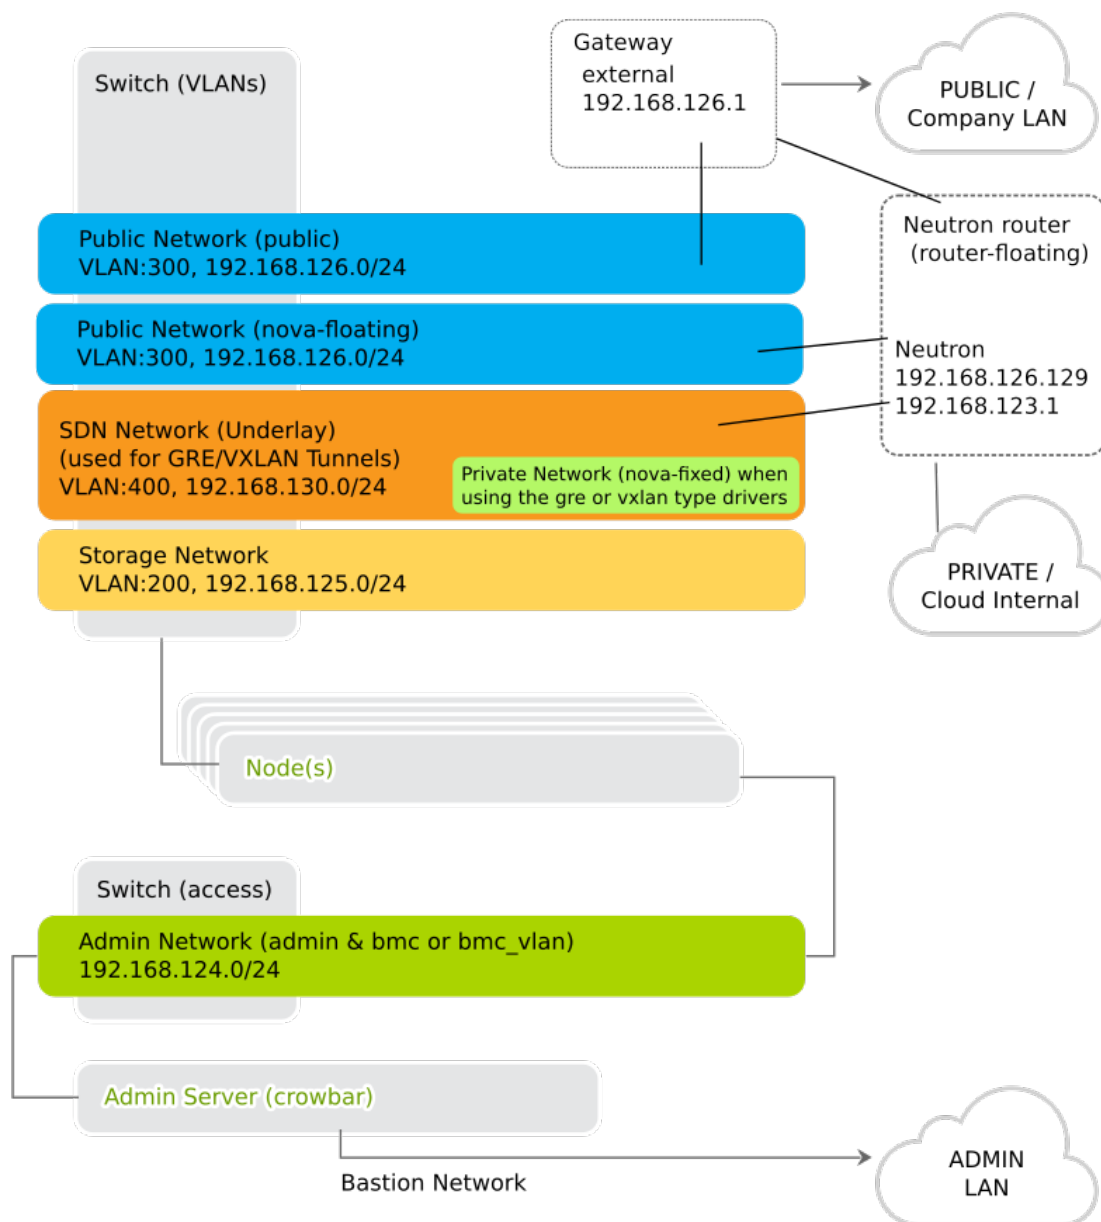 Switch (VLANs)
Gateway
external
192.168.126.1
PUBLIC /
Company LAN
Public Network (public)
VLAN:300, 192.168.126.0/24
Neutron router
(router-floating)
Public Network (nova-floating)
VLAN:300, 192.168.126.0/24
Neutron
192.168.126.129
192.168.123.1
SDN Network (Underlay)
(used for GRE/VXLAN Tunnels)
VLAN:400, 192.168.130.0/24
Private Network (nova-fixed) when
using the gre or vxlan type drivers
Storage Network
VLAN:200, 192.168.125.0/24
PRIVATE /
Cloud Internal
Node(s)
Switch (access)
Admin Network (admin & bmc or bmc_vlan)
192.168.124.0/24
Admin Server (crowbar)
Bastion Network
ADMIN
LAN